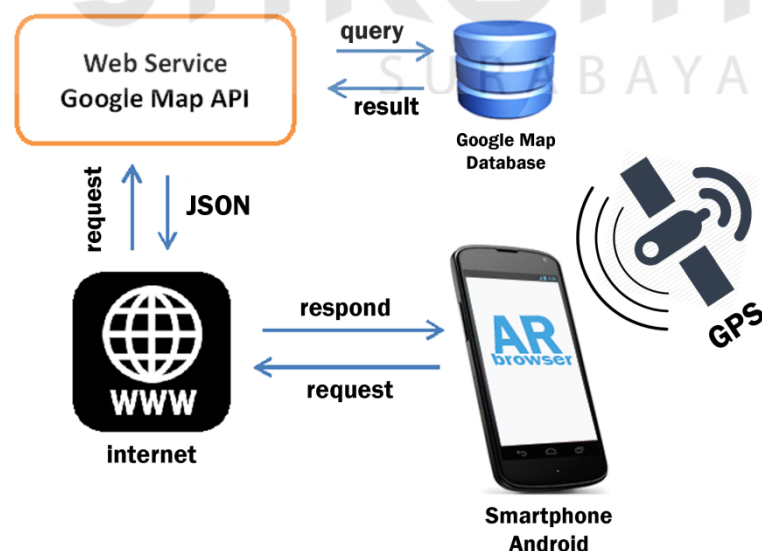 SURABAYA
query
Web Service
Google Map API
result
Google Map
Database
request
JSON
GPS
respond
AR
browser
WWW
request
internet
Smartphone
Android